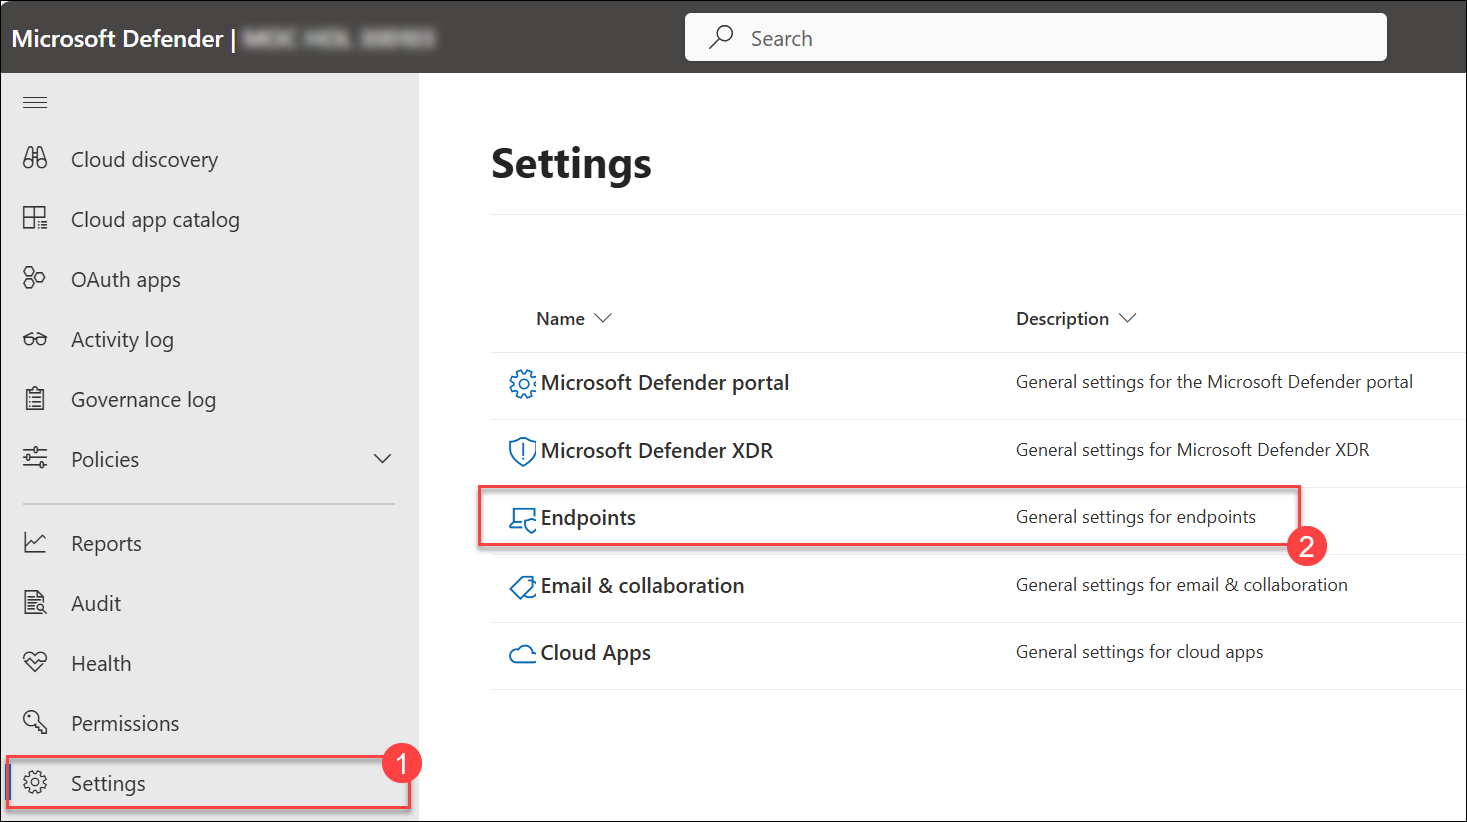 Microsoft Defender |
Search
Cloud discovery
Cloud app catalog
OAuth apps
Activity log
Governance log
Policies
Reports
Audit
Health
Permissions
Settings
1
Settings
Name
Description
Microsoft Defender portal
General settings for the Microsoft Defender portal
Microsoft Defender XDR
General settings for Microsoft Defender XDR
Endpoints
General settings for endpoints
2
Email & collaboration
General settings for email & collaboration
Cloud Apps
General settings for cloud apps